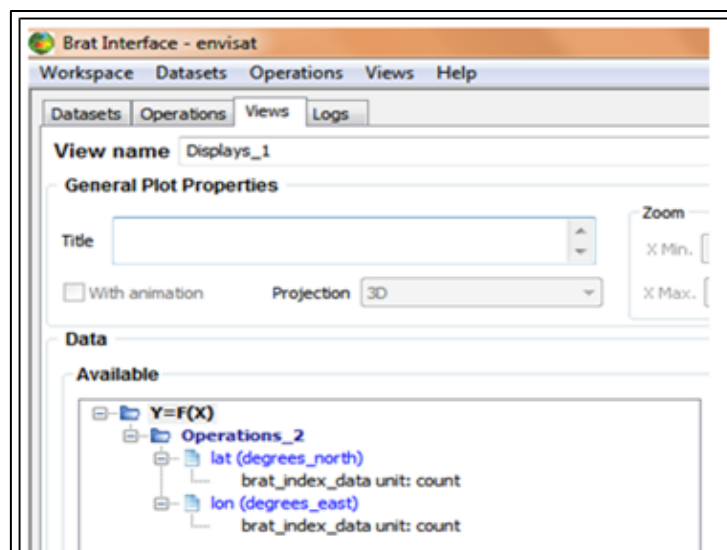 Brat Interface - envisat
Workspace Datasets Operations Views Help
Datasets Operations Views Logs
View name Displays_1
General Plot Properties
Title
Zoom
X Min.
With animation Projection 3D
X Max.
Data
Available
Y=F(X)
Operations_2
lat (degrees_north)
brat_index_data unit: count
lon (degrees_east)
brat_index_data unit: count